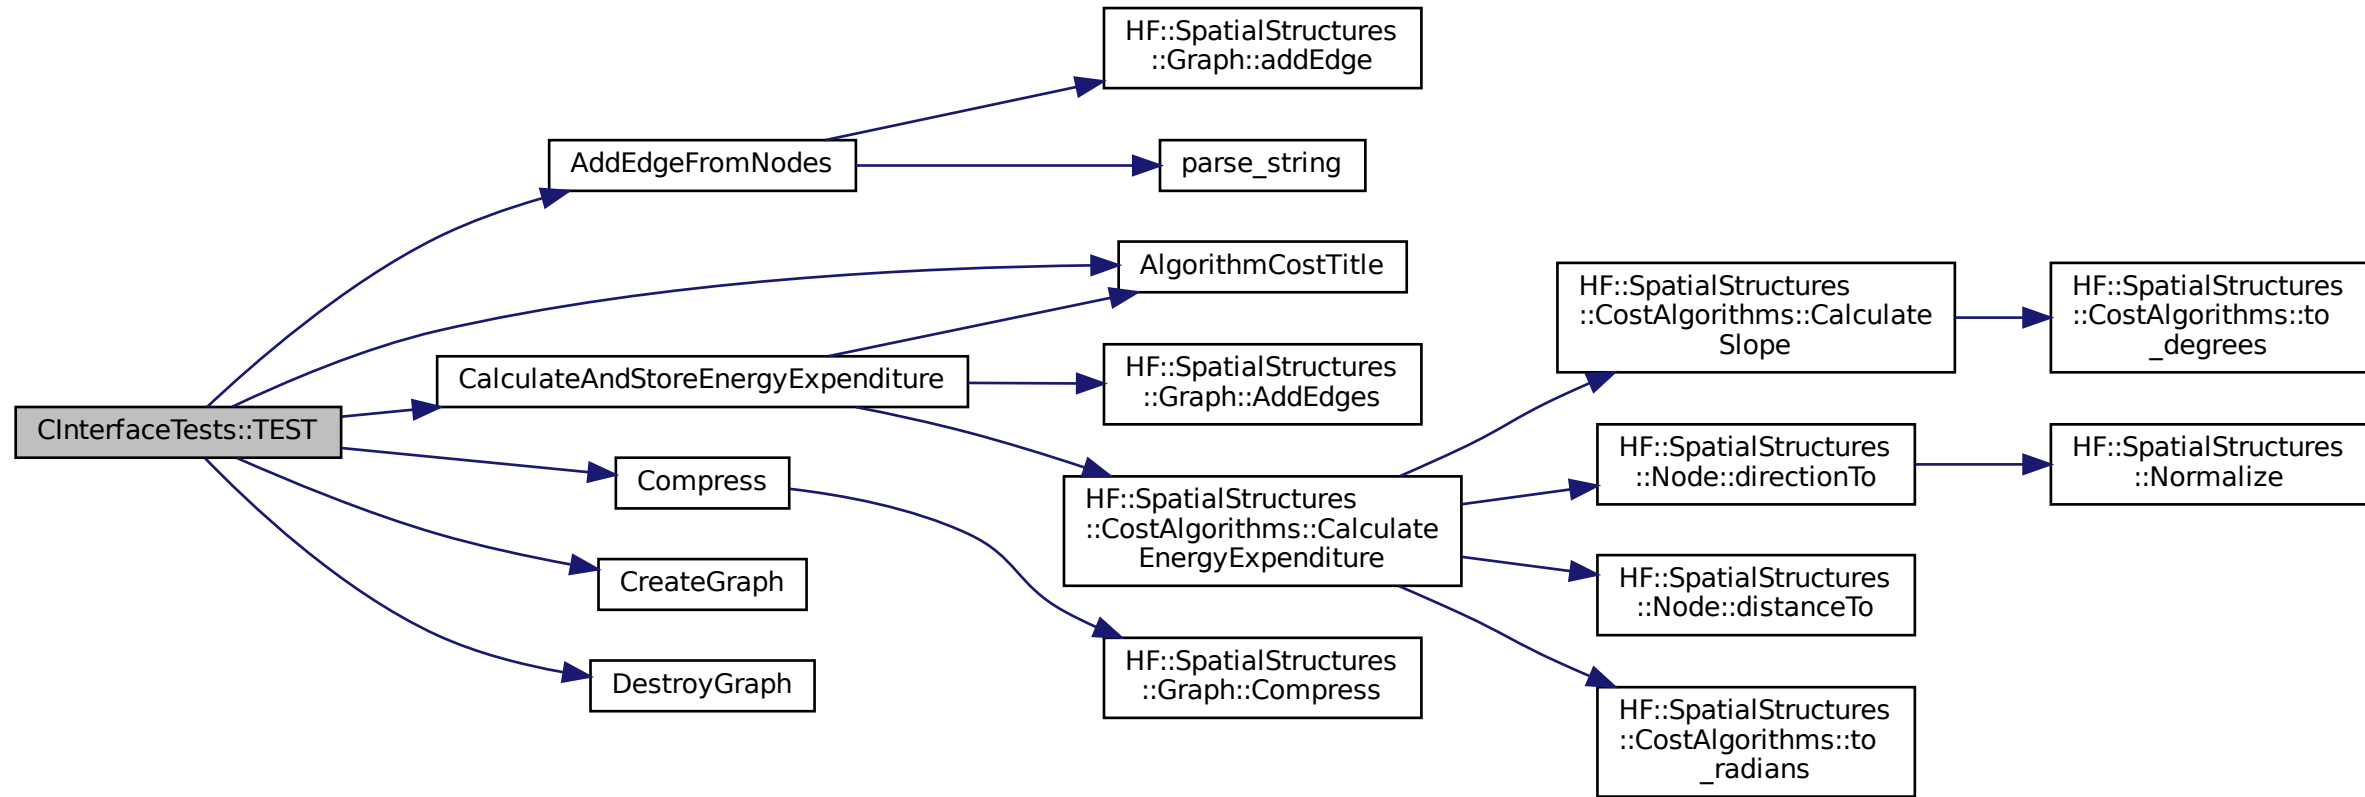 CInterfaceTests::TEST
AddEdgeFromNodes
HF::SpatialStructures
::Graph::addEdge
parse_string
AlgorithmCostTitle
CalculateAndStoreEnergyExpenditure
HF::SpatialStructures
::Graph::AddEdges
HF::SpatialStructures
::CostAlgorithms::Calculate
EnergyExpenditure
HF::SpatialStructures
::CostAlgorithms::Calculate
Slope
HF::SpatialStructures
::CostAlgorithms::to
_degrees
HF::SpatialStructures
::Node::directionTo
HF::SpatialStructures
::Normalize
HF::SpatialStructures
::Node::distanceTo
HF::SpatialStructures
::CostAlgorithms::to
_radians
Compress
HF::SpatialStructures
::Graph::Compress
CreateGraph
DestroyGraph